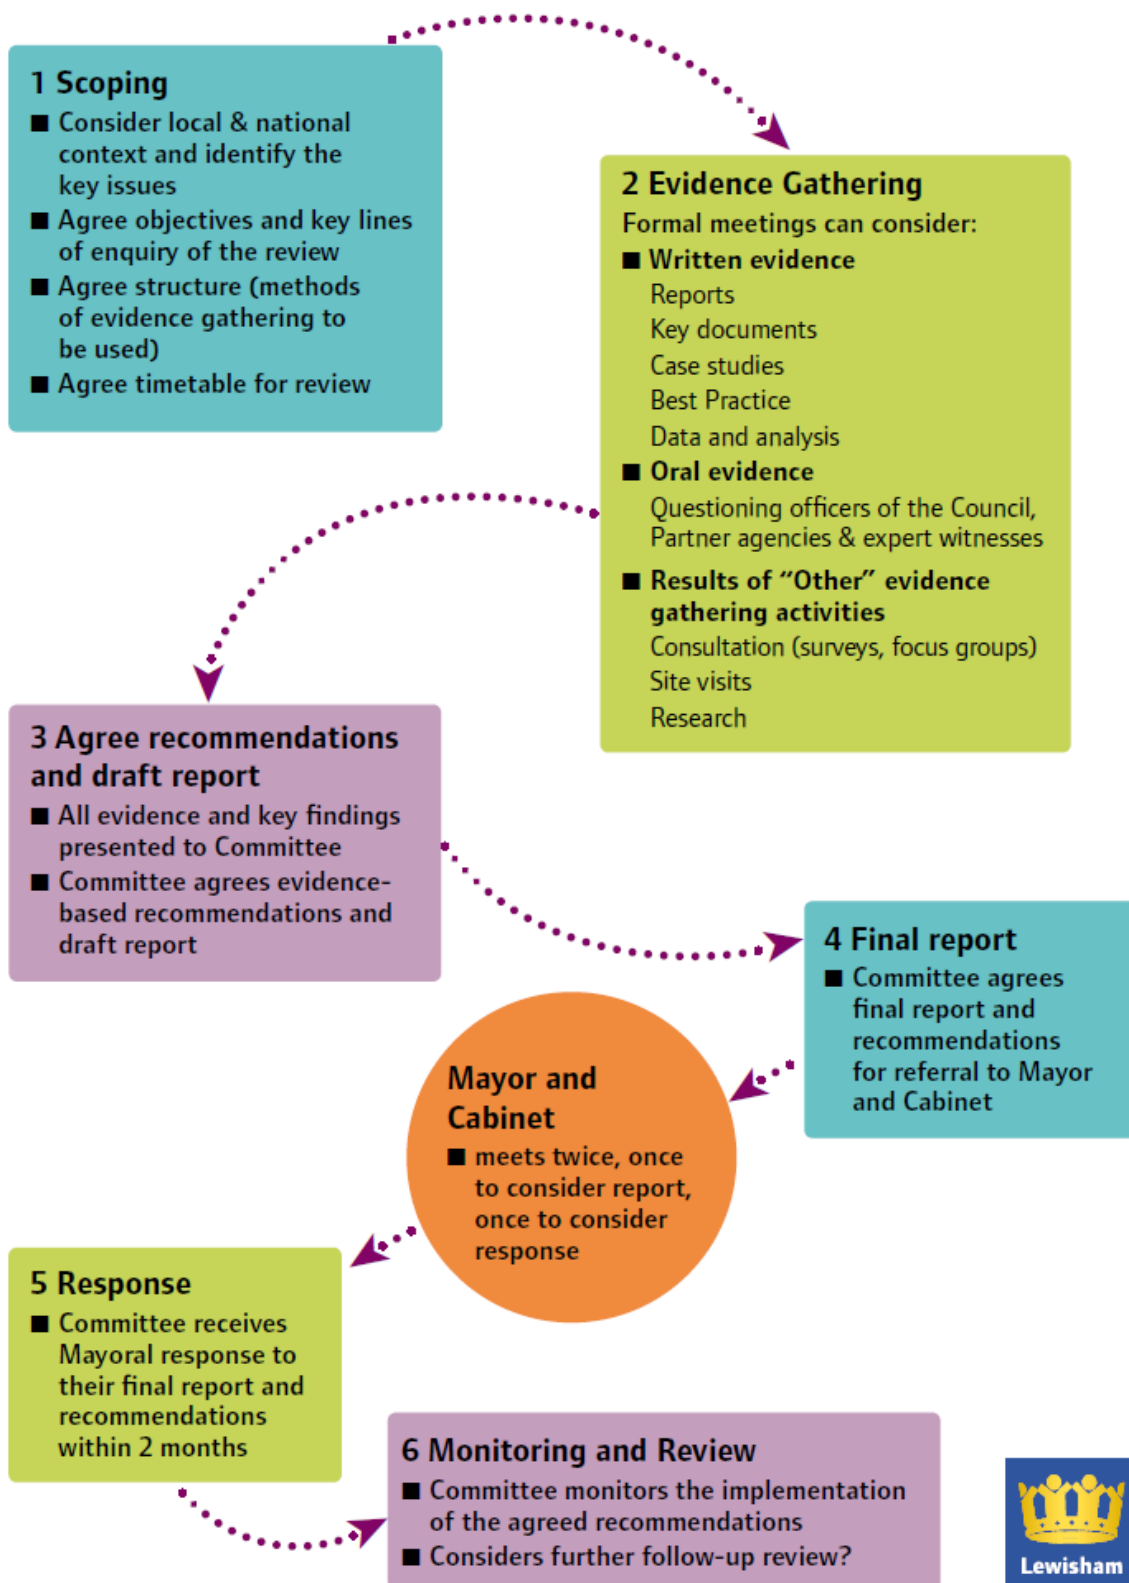 1 Scoping
■ Consider local & national
context and identify the
key issues
■ Agree objectives and key lines
of enquiry of the review
■ Agree structure (methods
of evidence gathering to
be used)
■ Agree timetable for review
2 Evidence Gathering
Formal meetings can consider:
■ Written evidence
Reports
Key documents
Case studies
Best Practice
Data and analysis
■ Oral evidence
Questioning officers of the Council,
Partner agencies & expert witnesses
■ Results of “Other” evidence
gathering activities
Consultation (surveys, focus groups)
Site visits
Research
3 Agree recommendations
and draft report
■ All evidence and key findings
presented to Committee
■ Committee agrees evidence-
based recommendations and
draft report
4 Final report
■ Committee agrees
final report and
recommendations
for referral to Mayor
and Cabinet
Mayor and
Cabinet
■ meets twice, once
to consider report,
once to consider
response
5 Response
■ Committee receives
Mayoral response to
their final report and
recommendations
within 2 months
6 Monitoring and Review
■ Committee monitors the implementation
of the agreed recommendations
■ Considers further follow-up review?
Lewisham